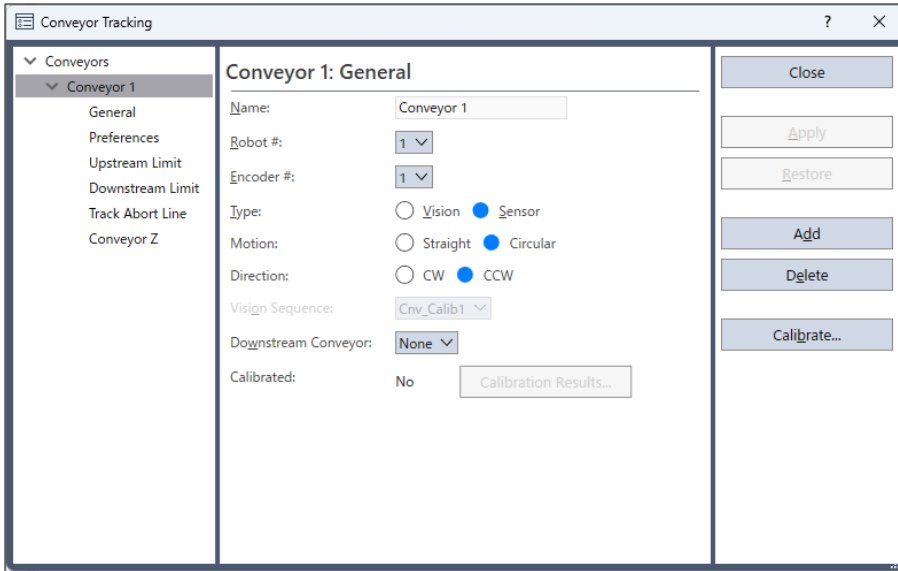 Conveyor Tracking
?
Conveyors
Conveyor 1
General
Preferences
Upstream Limit
Downstream Limit
Track Abort Line
Conveyor Z
Conveyor 1: General
Name: Conveyor 1
Robot #: 1
Encoder #: 1
Type: Vision Sensor
Motion: Straight Circular
Direction: CW CCW
Vision Sequence: Cnv_Calib1
Downstream Conveyor: None
Calibrated: No Calibration Results...
Close
Apply
Restore
Add
Delete
Calibrate...